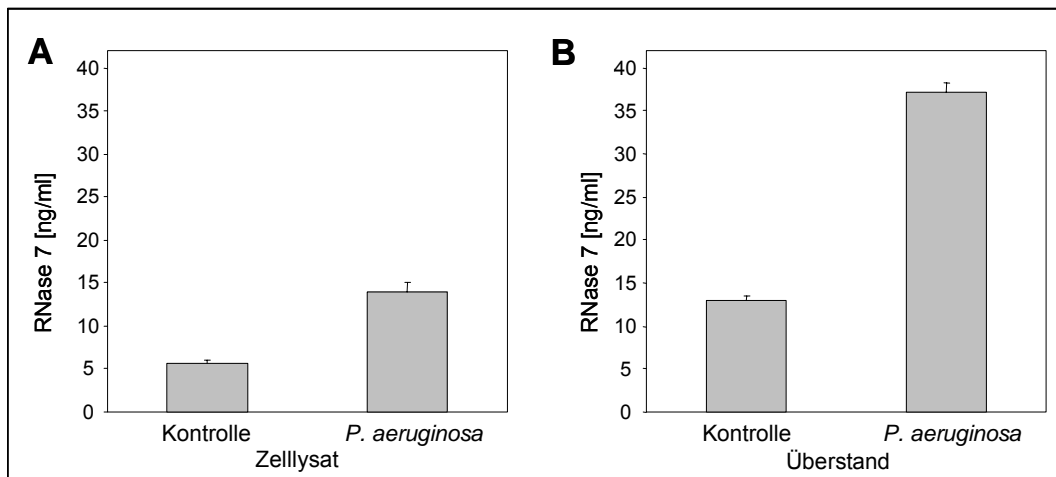 A
RNase 7 [ng/ml]
40
35
30
25
20
15
10
5
0
Kontrolle P. aeruginosa
Zelllysat
B
RNase 7 [ng/ml]
40
35
30
25
20
15
10
5
0
Kontrolle P. aeruginosa
Überstand